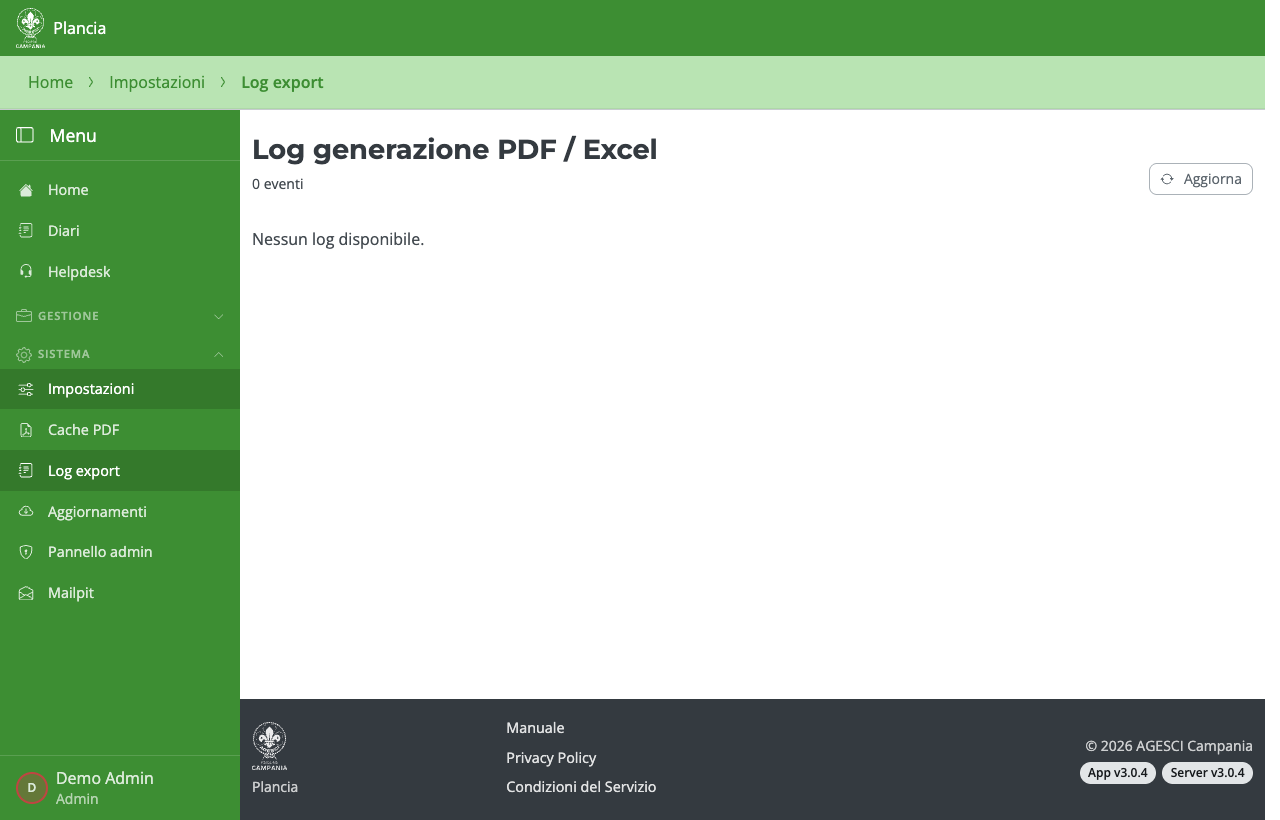 CAMPANIA
Plancia
Home
Impostazioni
Log export
Menu
Home
Diari
Helpdesk
GESTIONE
SISTEMA
Impostazioni
Cache PDF
Log export
Aggiornamenti
Pannello admin
Mailpit
D
Demo Admin
Admin
Log generazione PDF / Excel
0 eventi
Aggiorna
Nessun log disponibile.
CAMPANIA
Plancia
Manuale
Privacy Policy
Condizioni del Servizio
© 2026 AGESCI Campania
App v3.0.4
Server v3.0.4